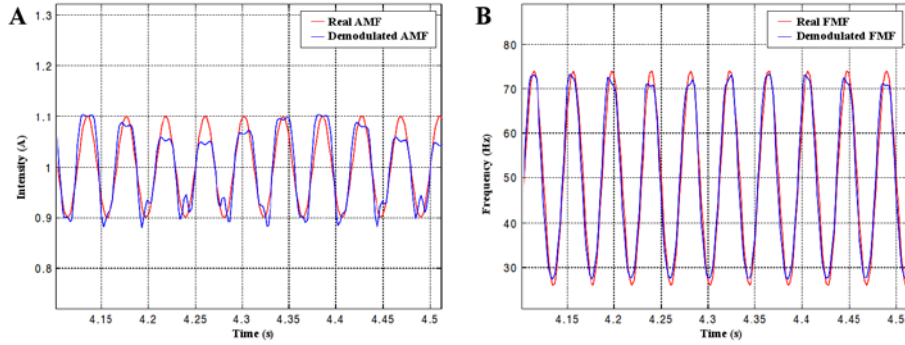 A
Real AMF
Demodulated AMF
1.3
1.2
1.1
1
0.9
0.8
Intensity (A)
4.15 4.2 4.25 4.3 4.35 4.4 4.45 4.5
Time (s)
B
Real FMF
Demodulated FMF
80
70
60
50
40
30
Frequency (Hz)
4.15 4.2 4.25 4.3 4.35 4.4 4.45 4.5
Time (s)